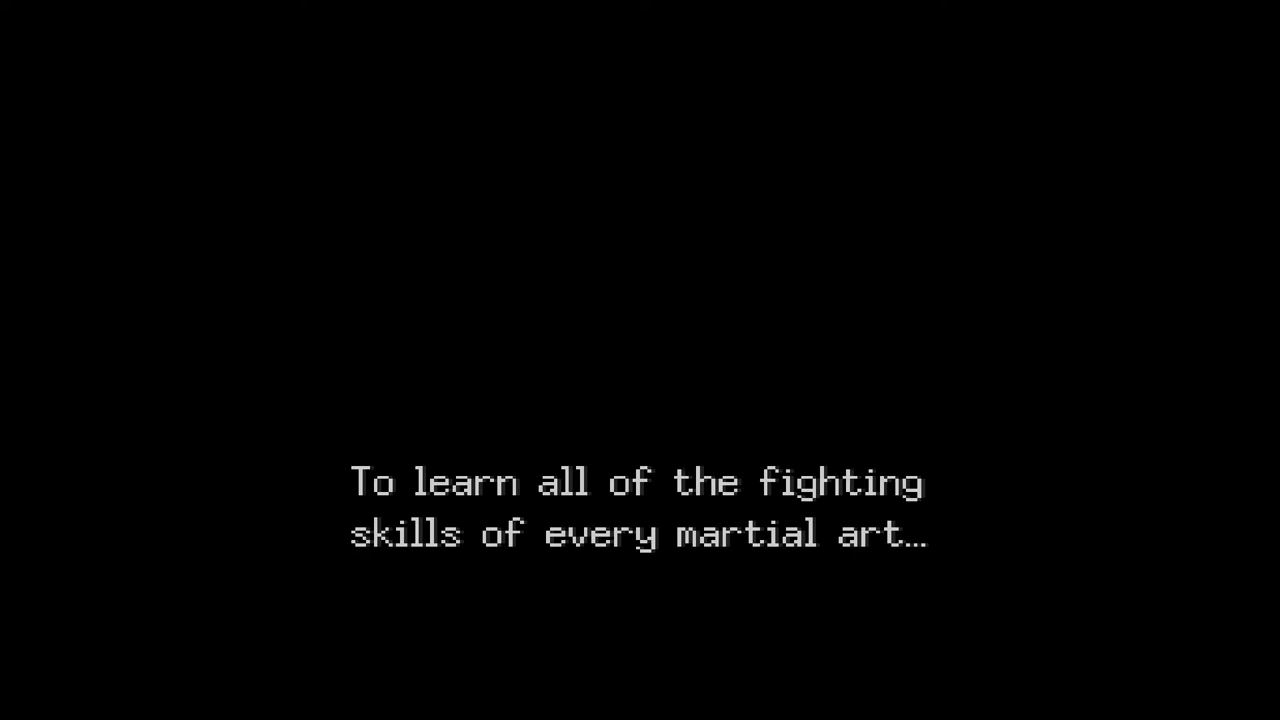 To learn all of the fighting
skills of every martial art…